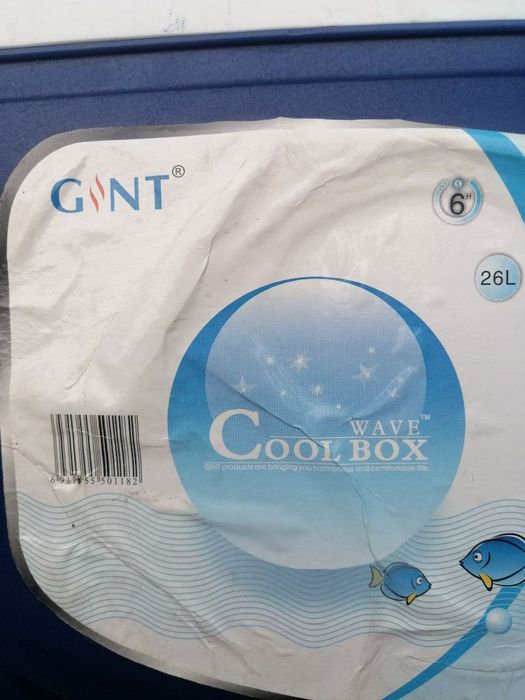 GINT®
6H
26L
WAVE™
COOL BOX
GINT products are bringing you harmonious and comfortable life.